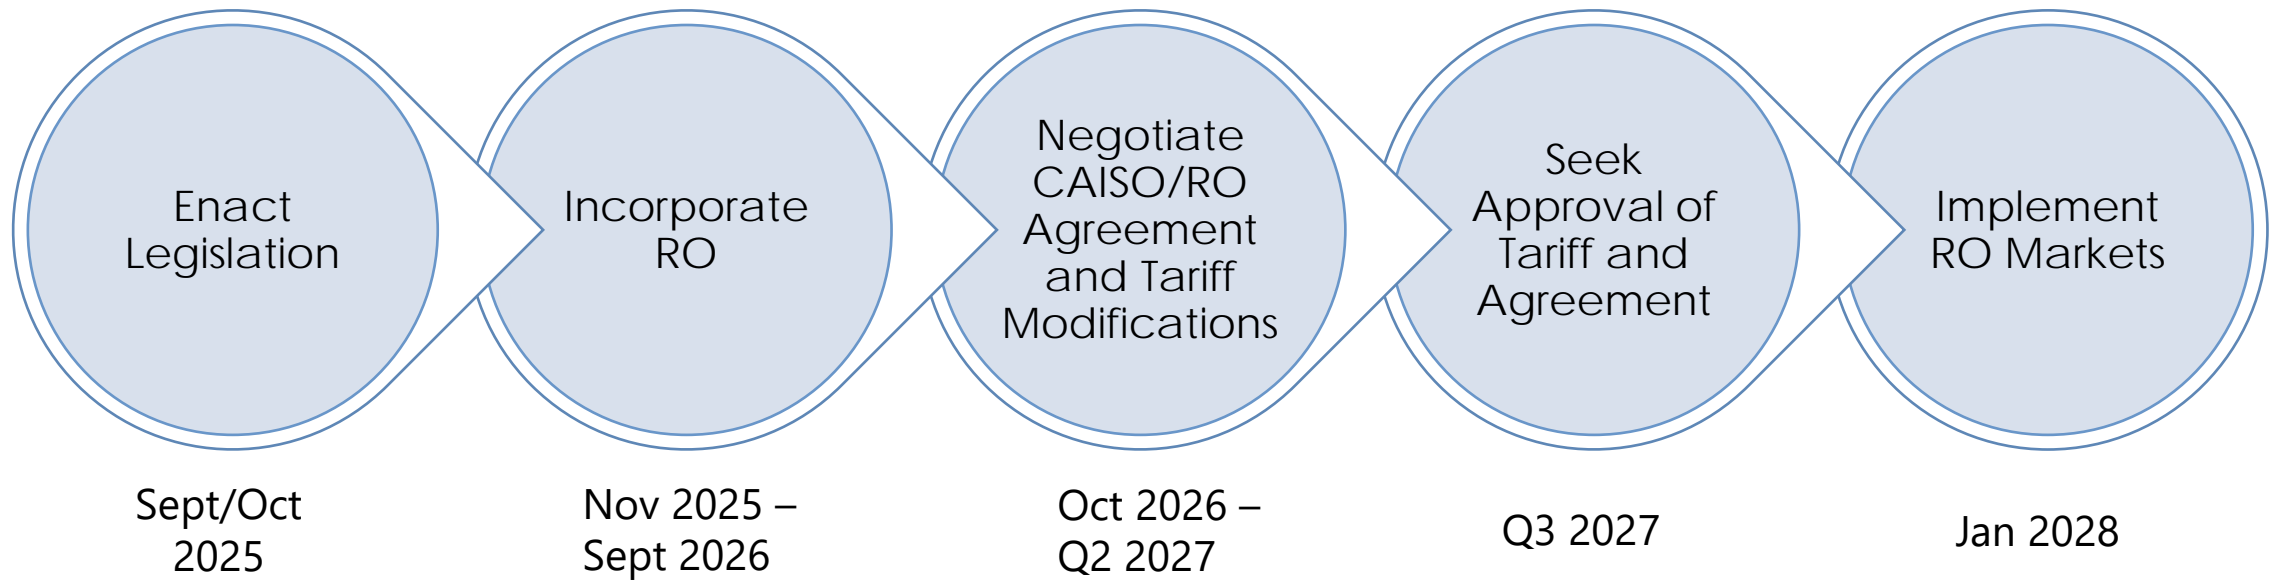 Enact
Legislation
Incorporate
RO
Negotiate
CAISO/RO
Agreement
and Tariff
Modifications
Seek
Approval of
Tariff and
Agreement
Implement
RO Markets
Sept/Oct
2025
Nov 2025 –
Sept 2026
Oct 2026 –
Q2 2027
Q3 2027
Jan 2028